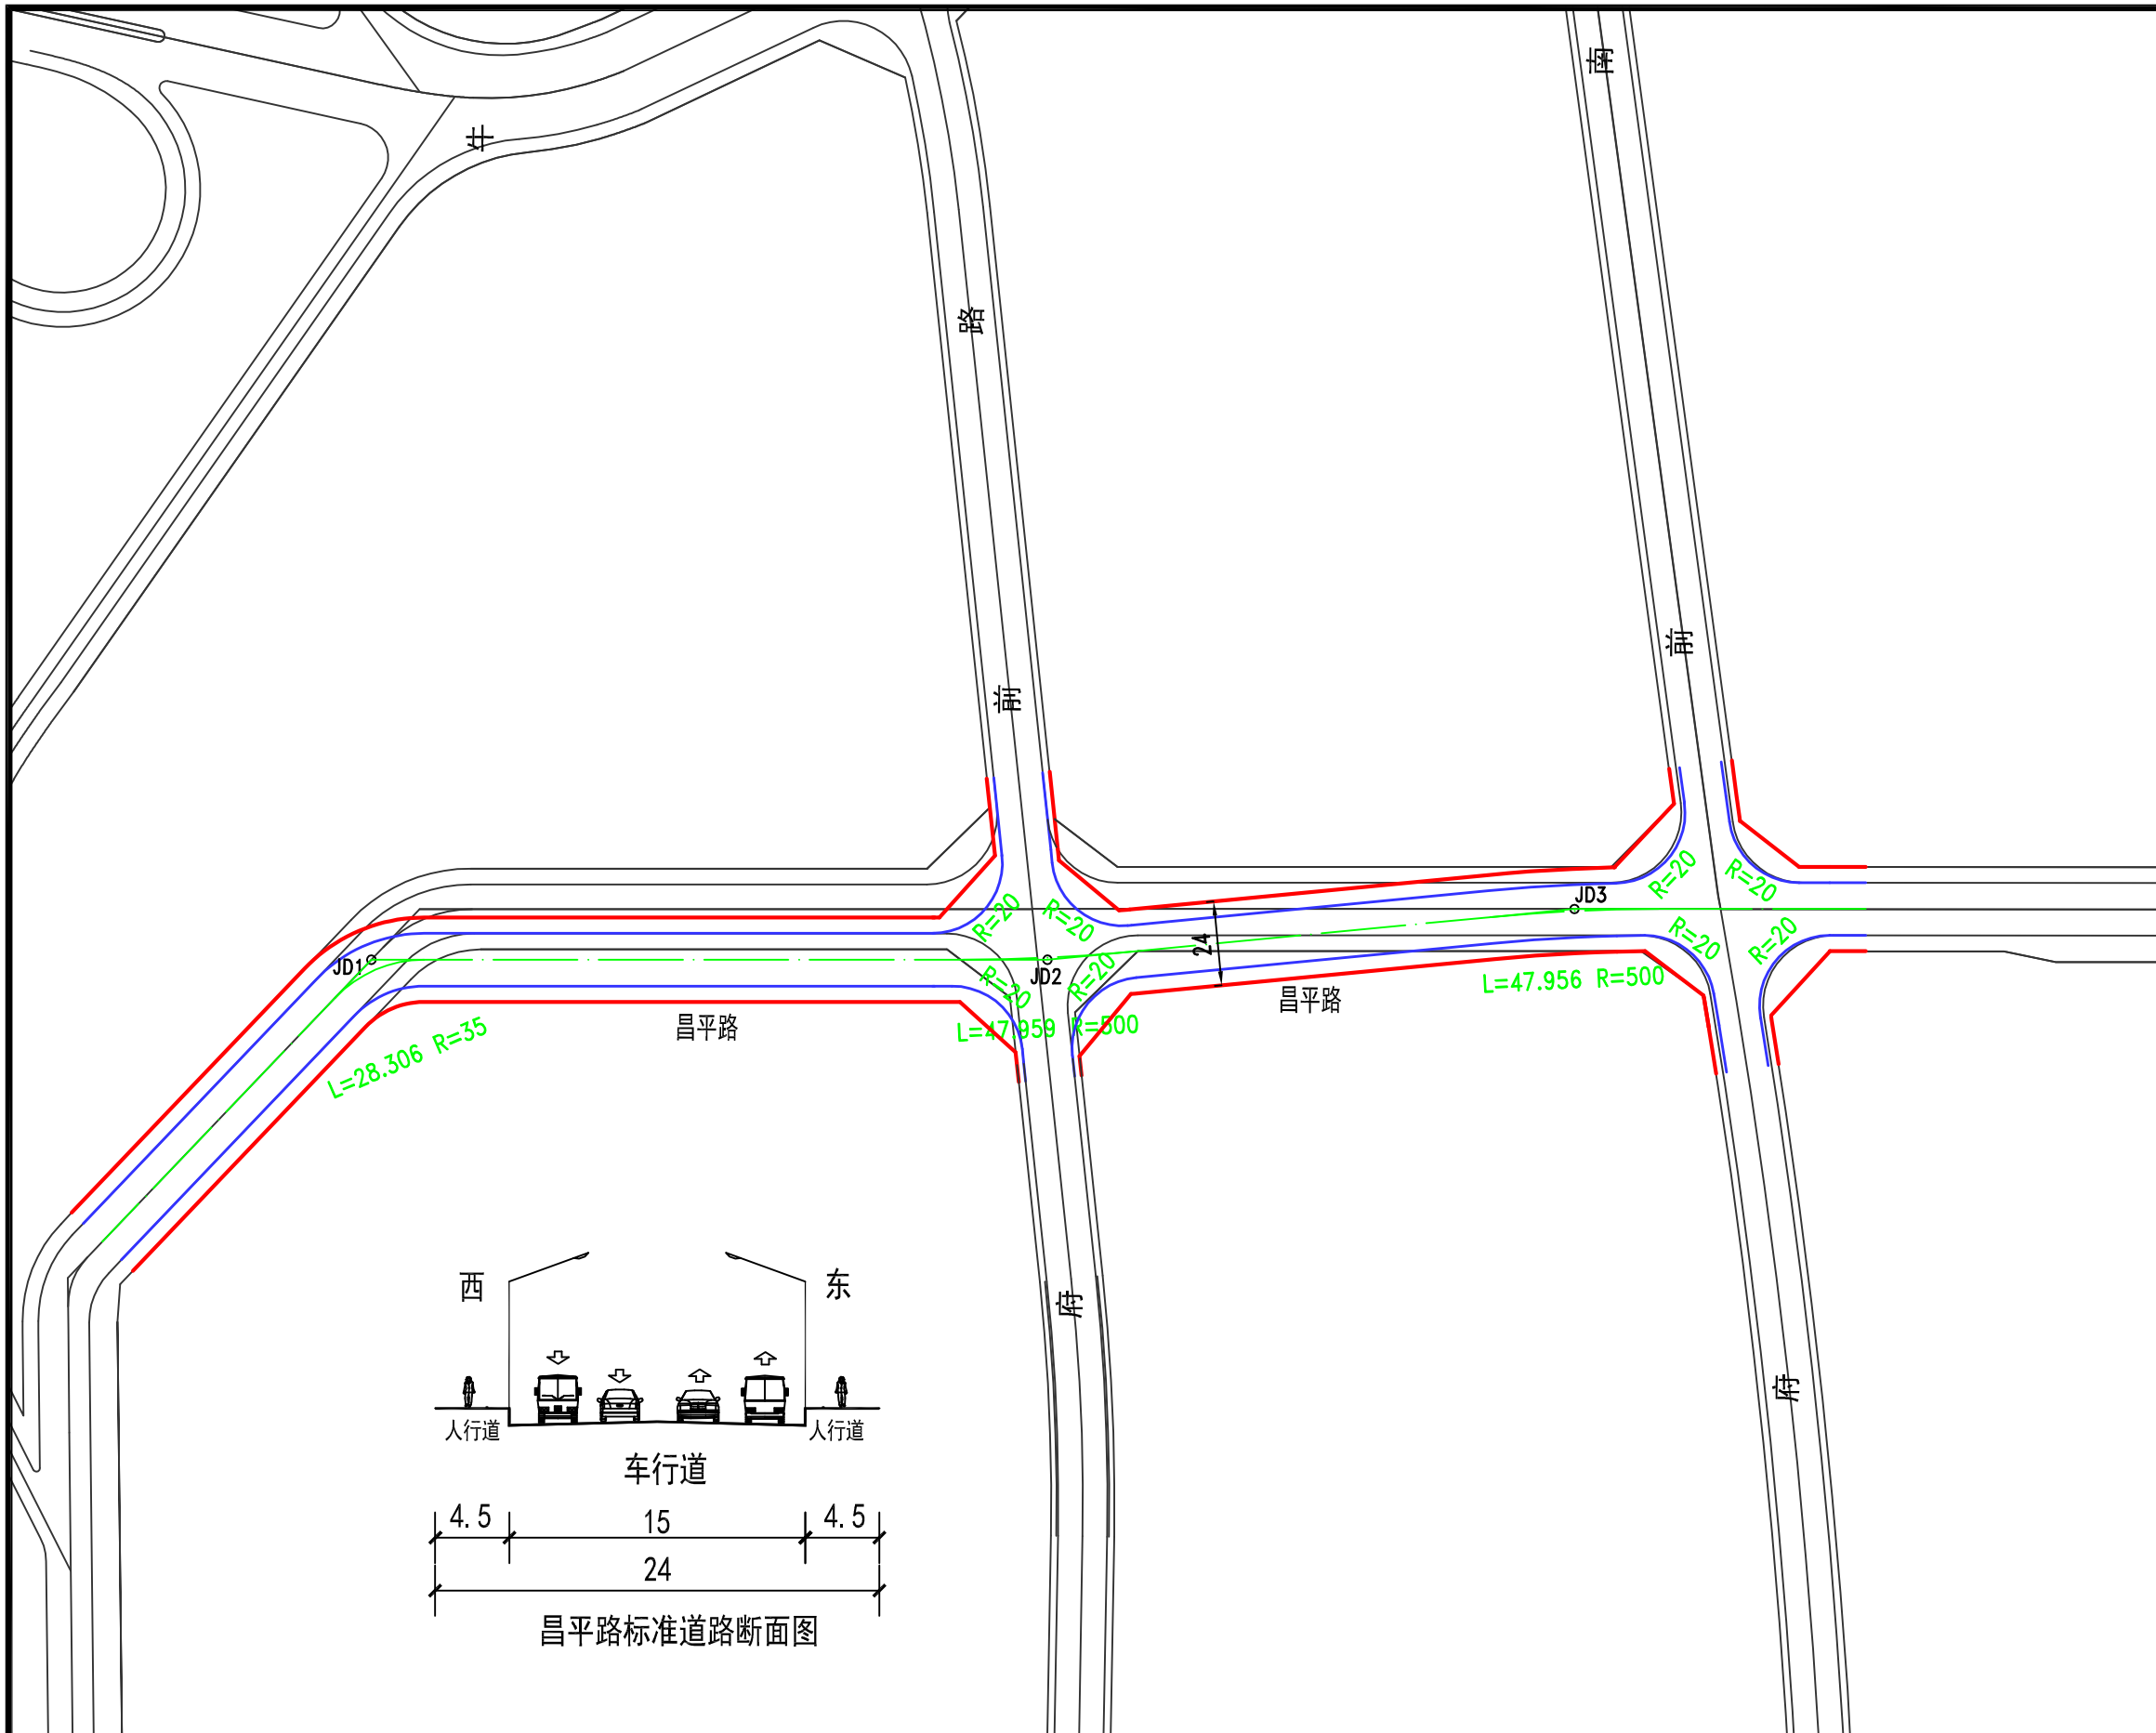 南
牛
路
前
前
R=20
R=20
JD3
R=20
R=20
R=20
R=20
24
JD1
JD2
R=20
R=20
L=47.956 R=500
昌平路
昌平路
L=47.959 R=500
L=28.306 R=35
西
东
府
府
人行道
人行道
车行道
4.5
15
4.5
24
昌平路标准道路断面图